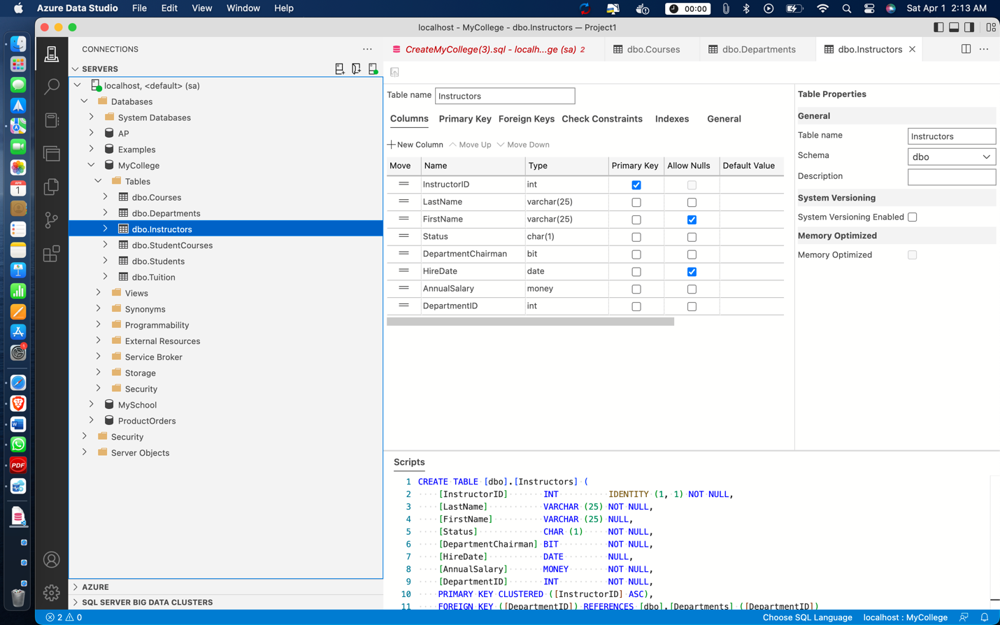 Azure Data Studio File Edit View Window Help 00:00 Sat Apr 1 2:13 AM
localhost - MyCollege - dbo.Instructors — Project1
CONNECTIONS
CreateMyCollege(3).sql - localh...ge (sa) 2
dbo.Courses
dbo.Departments
dbo.Instructors
SERVERS
localhost, <default> (sa)
Databases
System Databases
AP
Examples
MyCollege
Tables
dbo.Courses
dbo.Departments
dbo.Instructors
dbo.StudentCourses
dbo.Students
dbo.Tuition
Views
Synonyms
Programmability
External Resources
Service Broker
Storage
Security
MySchool
ProductOrders
Security
Server Objects
AZURE
SQL SERVER BIG DATA CLUSTERS
Table name Instructors
Columns Primary Key Foreign Keys Check Constraints Indexes General
New Column Move Up Move Down
Move Name Type Primary Key Allow Nulls Default Value
InstructorID int
LastName varchar(25)
FirstName varchar(25)
Status char(1)
DepartmentChairman bit
HireDate date
AnnualSalary money
DepartmentID int
Table Properties
General
Table name Instructors
Schema dbo
Description
System Versioning
System Versioning Enabled
Memory Optimized
Memory Optimized
Scripts
1 CREATE TABLE [dbo].[Instructors] (
2 [InstructorID] INT IDENTITY (1, 1) NOT NULL,
3 [LastName] VARCHAR (25) NOT NULL,
4 [FirstName] VARCHAR (25) NULL,
5 [Status] CHAR (1) NOT NULL,
6 [DepartmentChairman] BIT NOT NULL,
7 [HireDate] DATE NULL,
8 [AnnualSalary] MONEY NOT NULL,
9 [DepartmentID] INT NOT NULL,
10 PRIMARY KEY CLUSTERED ([InstructorID] ASC),
11 FOREIGN KEY ([DepartmentID]) REFERENCES [dbo].[Departments] ([DepartmentID])
2 0
Choose SQL Language localhost : MyCollege
APR
1
1
PDF